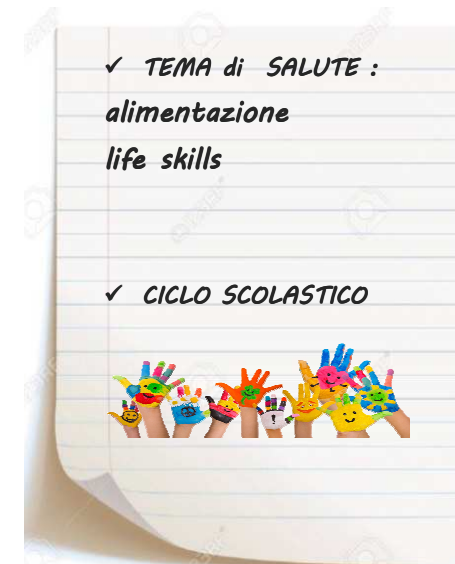 ✓ TEMA di SALUTE :
alimentazione
life skills
✓ CICLO SCOLASTICO